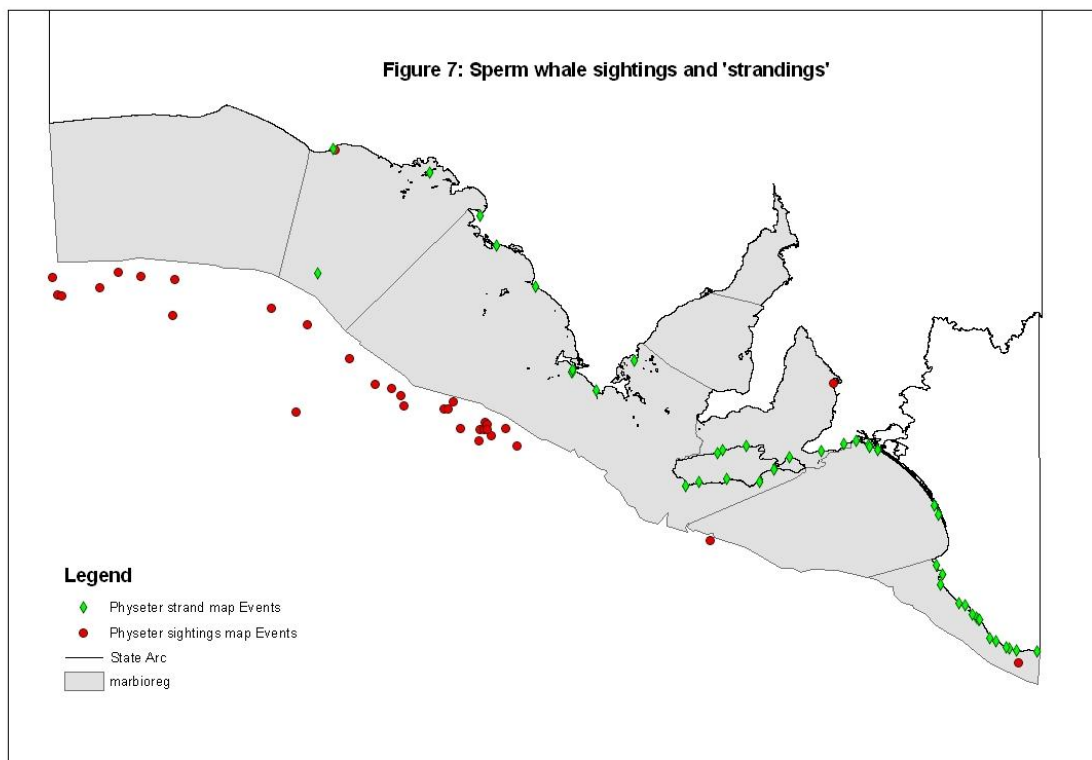 Figure 7: Sperm whale sightings and 'strandings'
Legend
Physeter strand map Events
Physeter sightings map Events
State Arc
marbioreg